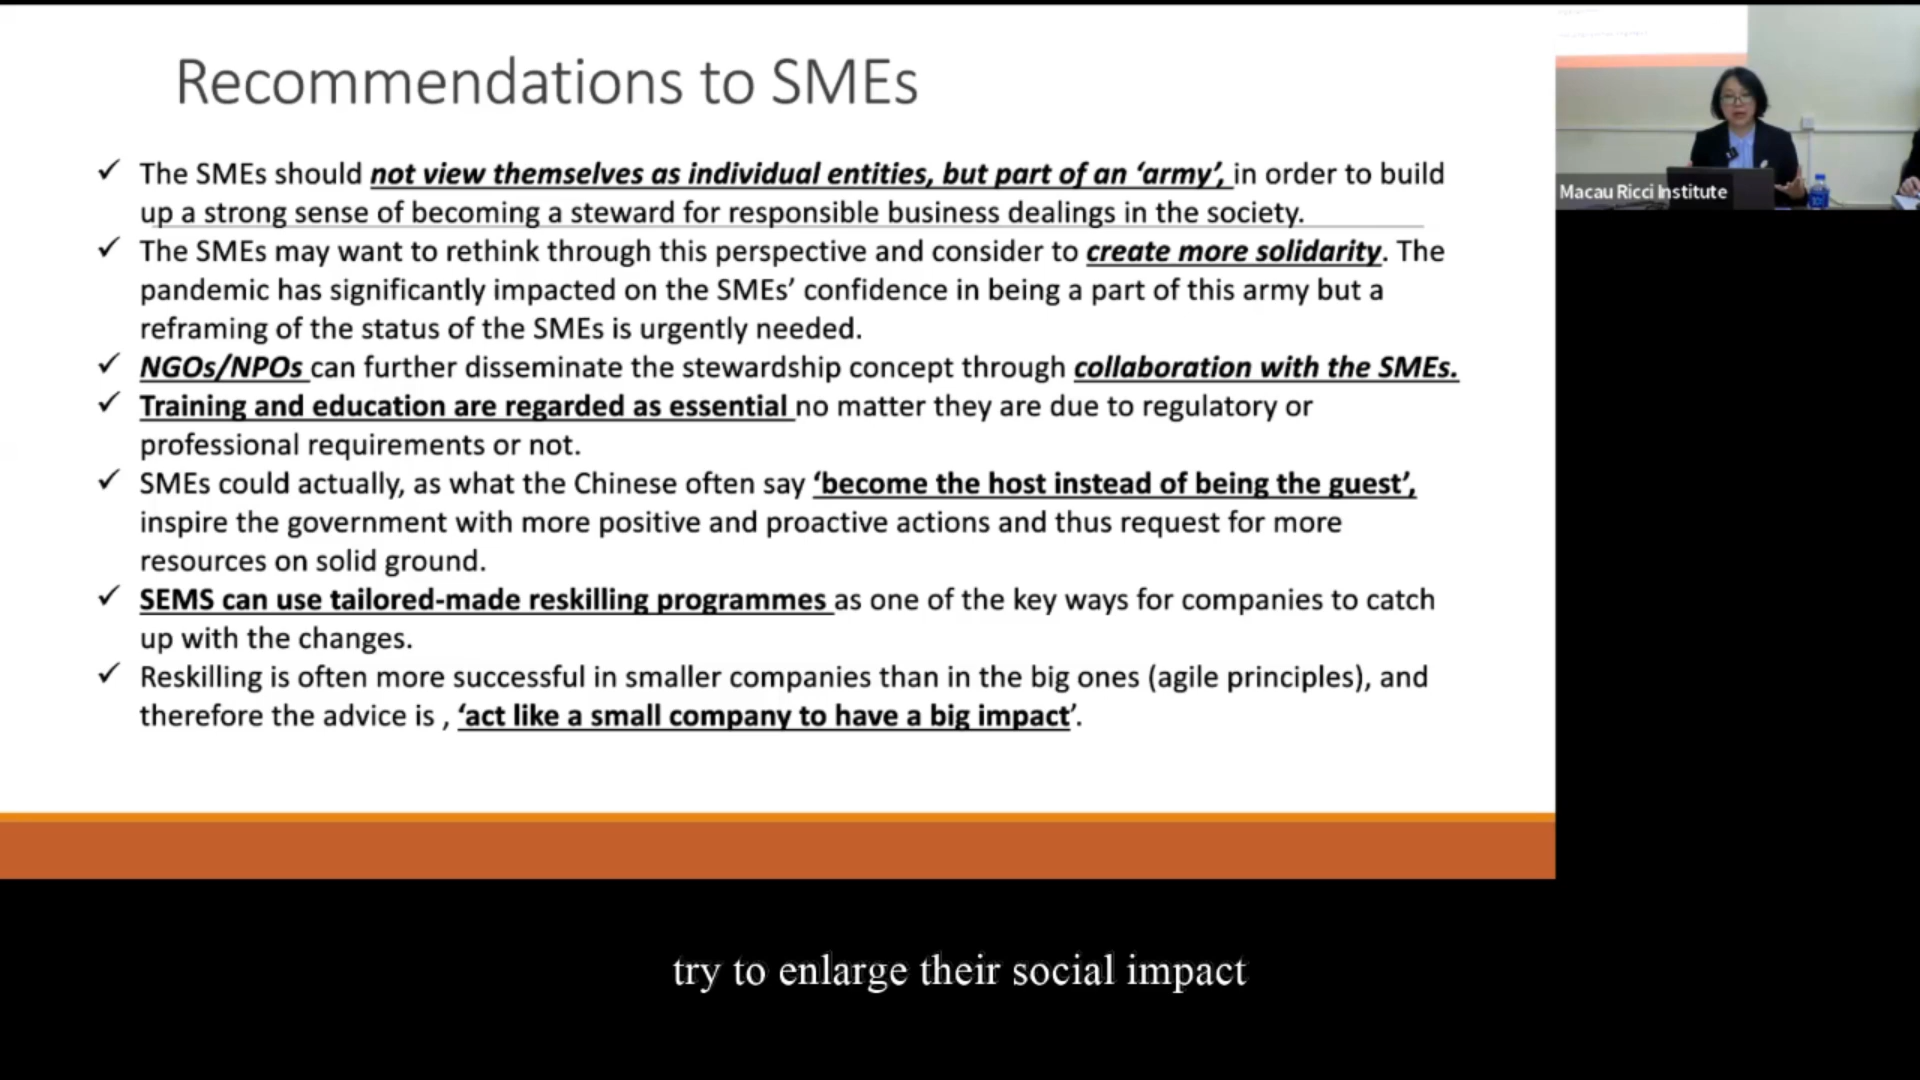 Recommendations to SMEs
✓ The SMEs should not view themselves as individual entities, but part of an ‘army’, in order to build
up a strong sense of becoming a steward for responsible business dealings in the society.
✓ The SMEs may want to rethink through this perspective and consider to create more solidarity. The
pandemic has significantly impacted on the SMEs’ confidence in being a part of this army but a
reframing of the status of the SMEs is urgently needed.
✓ NGOs/NPOs can further disseminate the stewardship concept through collaboration with the SMEs.
✓ Training and education are regarded as essential no matter they are due to regulatory or
professional requirements or not.
✓ SMEs could actually, as what the Chinese often say ‘become the host instead of being the guest’,
inspire the government with more positive and proactive actions and thus request for more
resources on solid ground.
✓ SEMS can use tailored-made reskilling programmes as one of the key ways for companies to catch
up with the changes.
✓ Reskilling is often more successful in smaller companies than in the big ones (agile principles), and
therefore the advice is , ‘act like a small company to have a big impact’.
Macau Ricci Institute
try to enlarge their social impact